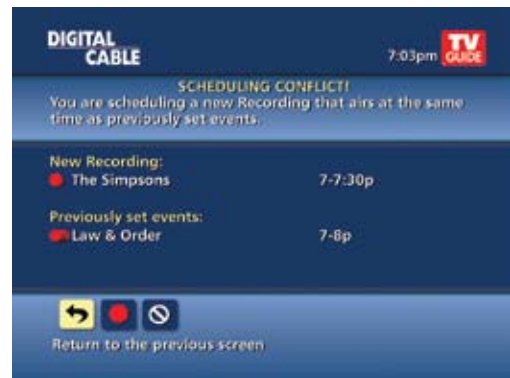 DIGITAL
CABLE
7:03pm TV
GUIDE
SCHEDULING CONFLICT!
You are scheduling a new Recording that airs at the same
time as previously set events.
New Recording:
The Simpsons 7-7:30p
Previously set events:
Law & Order 7-8p
Return to the previous screen